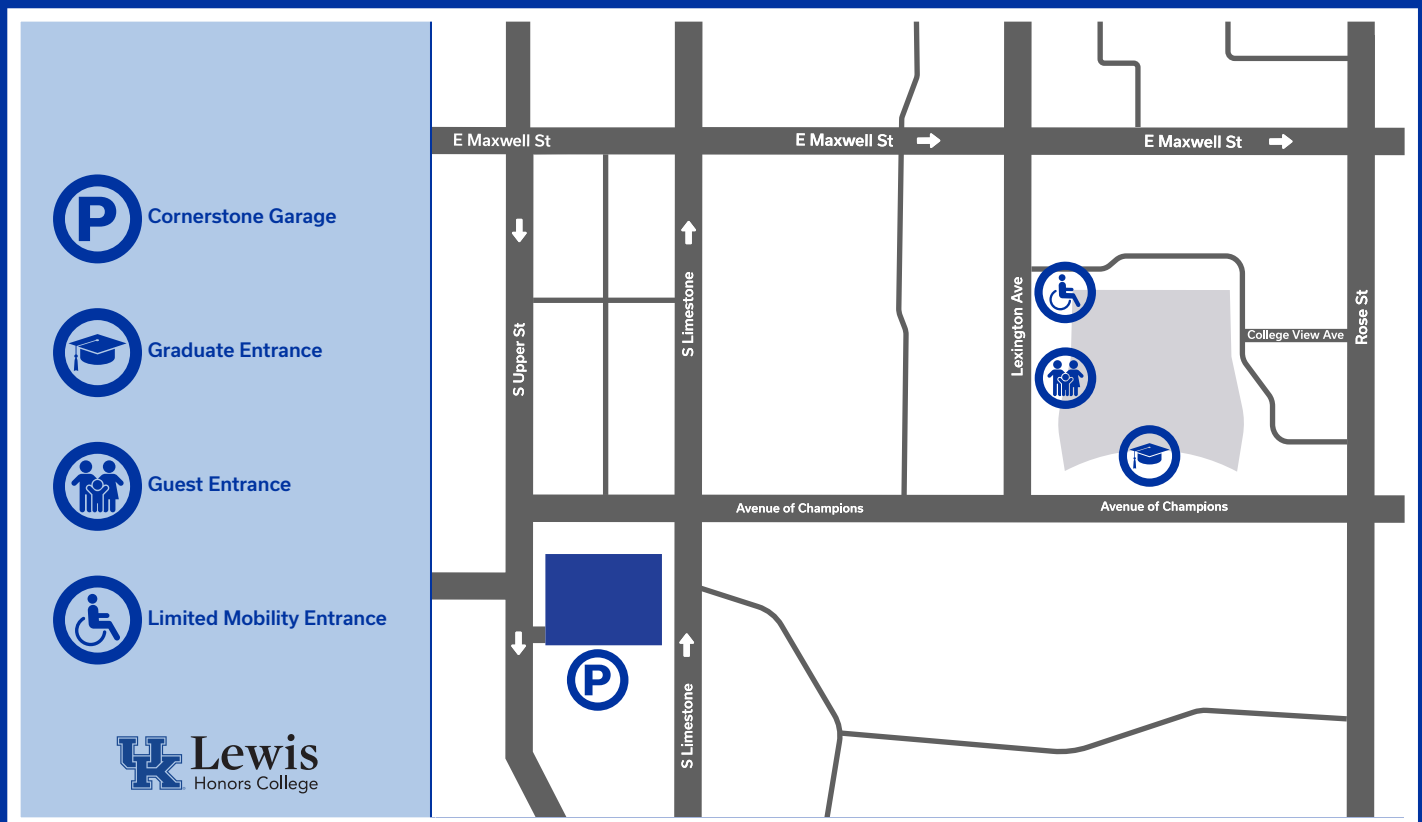 P Cornerstone Garage
Graduate Entrance
Guest Entrance
Limited Mobility Entrance
UK Lewis
Honors College
E Maxwell St
E Maxwell St
E Maxwell St
S Upper St
S Limestone
Lexington Ave
College View Ave
Rose St
Avenue of Champions
Avenue of Champions
P
S Limestone